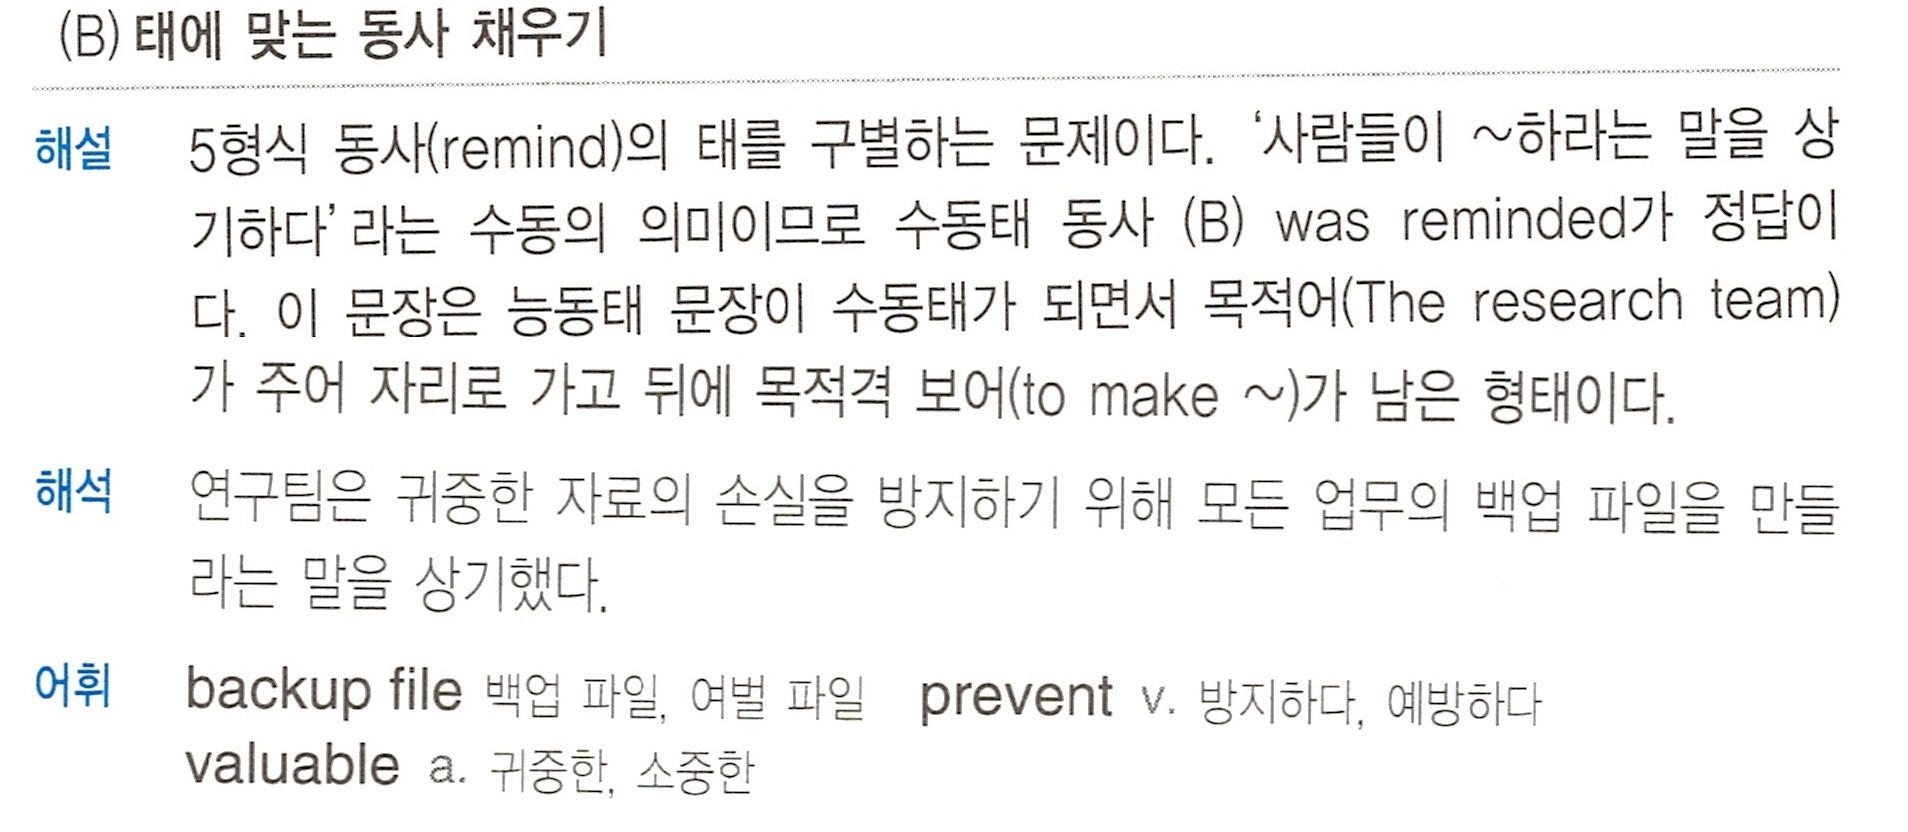 (B) 태에 맞는 동사 채우기
해설 5형식 동사(remind)의 태를 구별하는 문제이다. ‘사람들이 ~하라는 말을 상
기하다’라는 수동의 의미이므로 수동태 동사 (B) was reminded가 정답이
다. 이 문장은 능동태 문장이 수동태가 되면서 목적어(The research team)
가 주어 자리로 가고 뒤에 목적격 보어(to make ~)가 남은 형태이다.
해석 연구팀은 귀중한 자료의 손실을 방지하기 위해 모든 업무의 백업 파일을 만들
라는 말을 상기했다.
어휘 backup file 백업 파일, 여벌 파일 prevent v. 방지하다, 예방하다
valuable a. 귀중한, 소중한